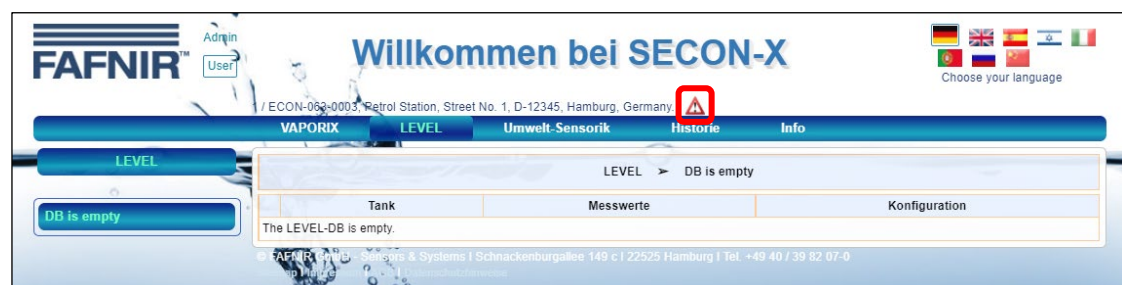 Admin
FAFNIR™ User
Willkommen bei SECON-X
Choose your language
/ ECON-063-0003, Petrol Station, Street No. 1, D-12345, Hamburg, Germany.
VAPORIX LEVEL Umwelt-Sensorik Historie Info
LEVEL
LEVEL ➤ DB is empty
DB is empty
Tank Messwerte Konfiguration
The LEVEL-DB is empty.
© FAFNIR GmbH - Sensors & Systems I Schnackenburgallee 149 c I 22525 Hamburg I Tel. +49 40 / 39 82 07-0
Datenschutzhinweise